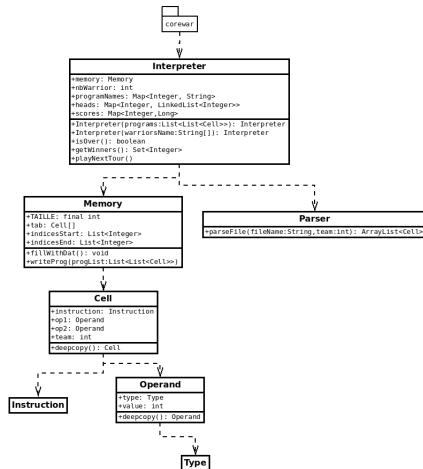 corewar
Interpreter
+memory: Memory
+nbWarrior: int
+programNames: Map<Integer, String>
+heads: Map<Integer, LinkedList<Integer>>
+scores: Map<Integer,Long>
+Interpreter(programs:List<List<Cell>>): Interpreter
+Interpreter(warriorsName:String[]): Interpreter
+isOver(): boolean
+getWinners(): Set<Integer>
+playNextTour()
Memory
+TAILLE: final int
+tab: Cell[]
+indicesStart: List<Integer>
+indicesEnd: List<Integer>
+fillWithDat(): void
+writeProg(progList:List<List<Cell>>)
Parser
+parseFile(fileName:String,team:int): ArrayList<Cell>
Cell
+instruction: Instruction
+op1: Operand
+op2: Operand
+team: int
+deepcopy(): Cell
Instruction
Operand
+type: Type
+value: int
+deepcopy(): Operand
Type